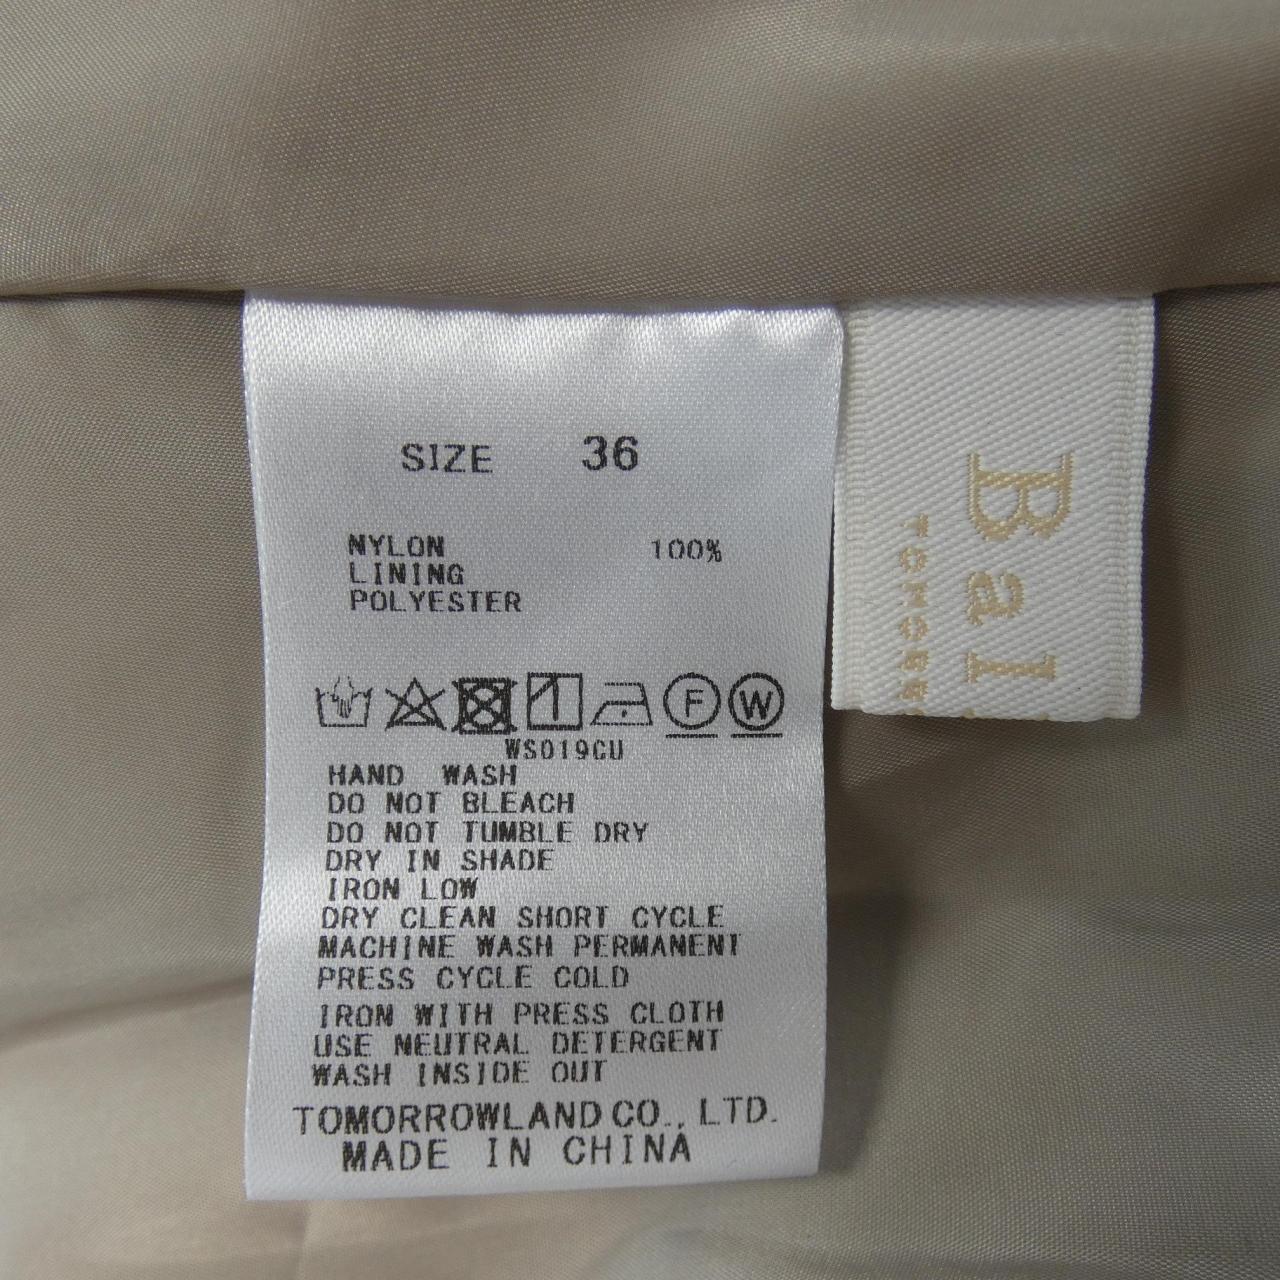 SIZE 36
NYLON 100%
LINING
POLYESTER
F W
WS019CU
HAND WASH
DO NOT BLEACH
DO NOT TUMBLE DRY
DRY IN SHADE
IRON LOW
DRY CLEAN SHORT CYCLE
MACHINE WASH PERMANENT
PRESS CYCLE COLD
IRON WITH PRESS CLOTH
USE NEUTRAL DETERGENT
WASH INSIDE OUT
TOMORROWLAND CO., LTD.
MADE IN CHINA
Bal